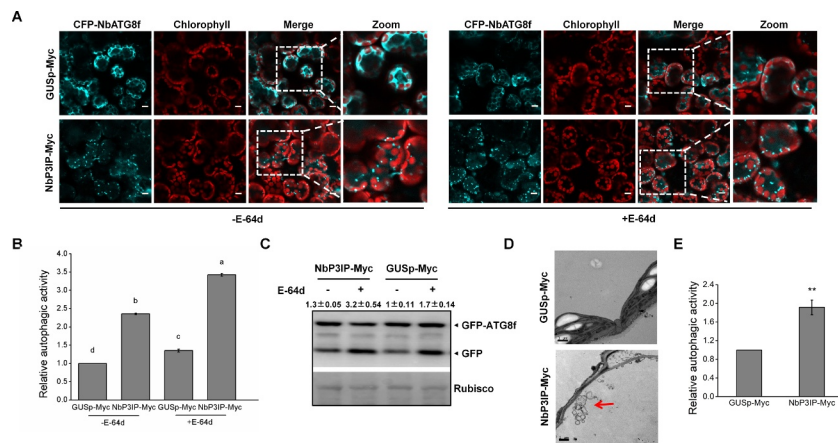 A
CFP-NbATG8f Chlorophyll Merge Zoom CFP-NbATG8f Chlorophyll Merge Zoom
GUSp-Myc
NbP3IP-Myc
-E-64d +E-64d
B
Relative autophagic activity
4.0
3.5
3.0
2.5
2.0
1.5
1.0
0.5
0.0
d b c a
GUSp-Myc NbP3IP-Myc GUSp-Myc NbP3IP-Myc
-E-64d +E-64d
C
NbP3IP-Myc GUSp-Myc
E-64d - + - +
1.3±0.05 3.2±0.54 1±0.11 1.7±0.14
GFP-ATG8f
GFP
Rubisco
D
GUSp-Myc
NbP3IP-Myc
E
Relative autophagic activity
2.4
2.0
1.6
1.2
0.8
0.4
0.0
**
GUSp-Myc NbP3IP-Myc